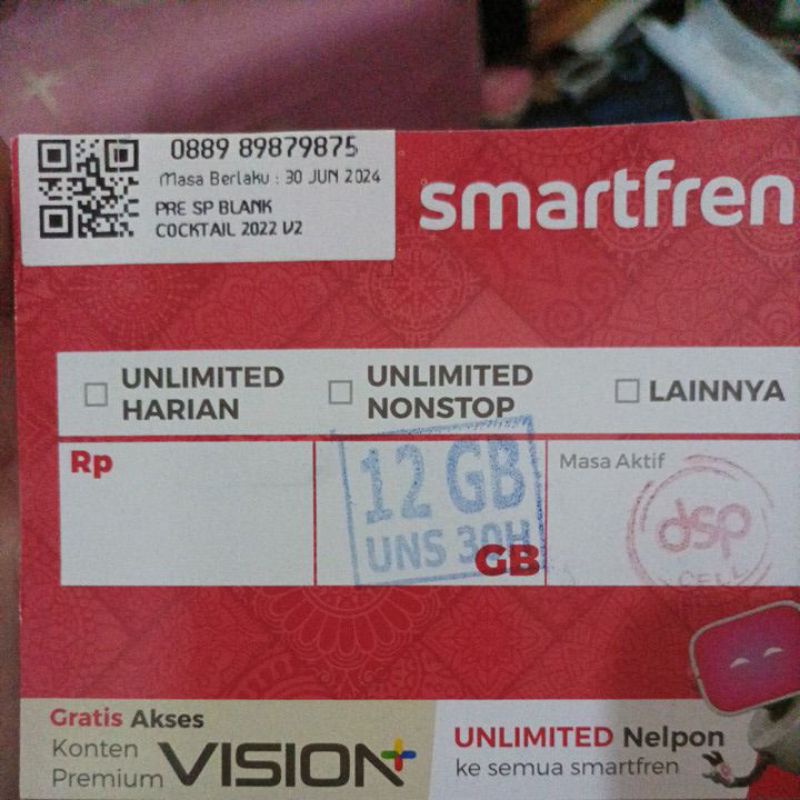 0889 89879875
Masa Berlaku : 30 JUN 2024
PRE SP BLANK
COCKTAIL 2022 V2
smartfren
UNLIMITED
HARIAN
UNLIMITED
NONSTOP
LAINNYA
Rp
12 GB
UNS 30H
GB
Masa Aktif
dsp
CELL
Gratis Akses
Konten
Premium
VISION+
UNLIMITED Nelpon
ke semua smartfren